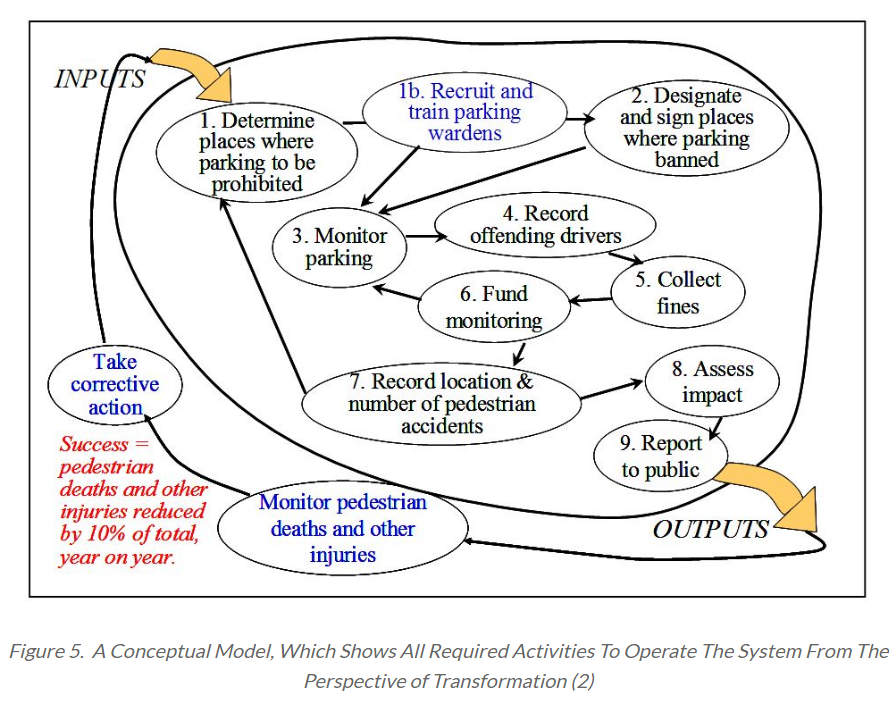 INPUTS
1. Determine
places where
parking to be
prohibited
1b. Recruit and
train parking
wardens
2. Designate
and sign places
where parking
banned
3. Monitor
parking
4. Record
offending drivers
5. Collect
fines
6. Fund
monitoring
7. Record location &
number of pedestrian
accidents
8. Assess
impact
9. Report
to public
OUTPUTS
Take
corrective
action
Success =
pedestrian
deaths and other
injuries reduced
by 10% of total,
year on year.
Monitor pedestrian
deaths and other
injuries
Figure 5. A Conceptual Model, Which Shows All Required Activities To Operate The System From The
Perspective of Transformation (2)